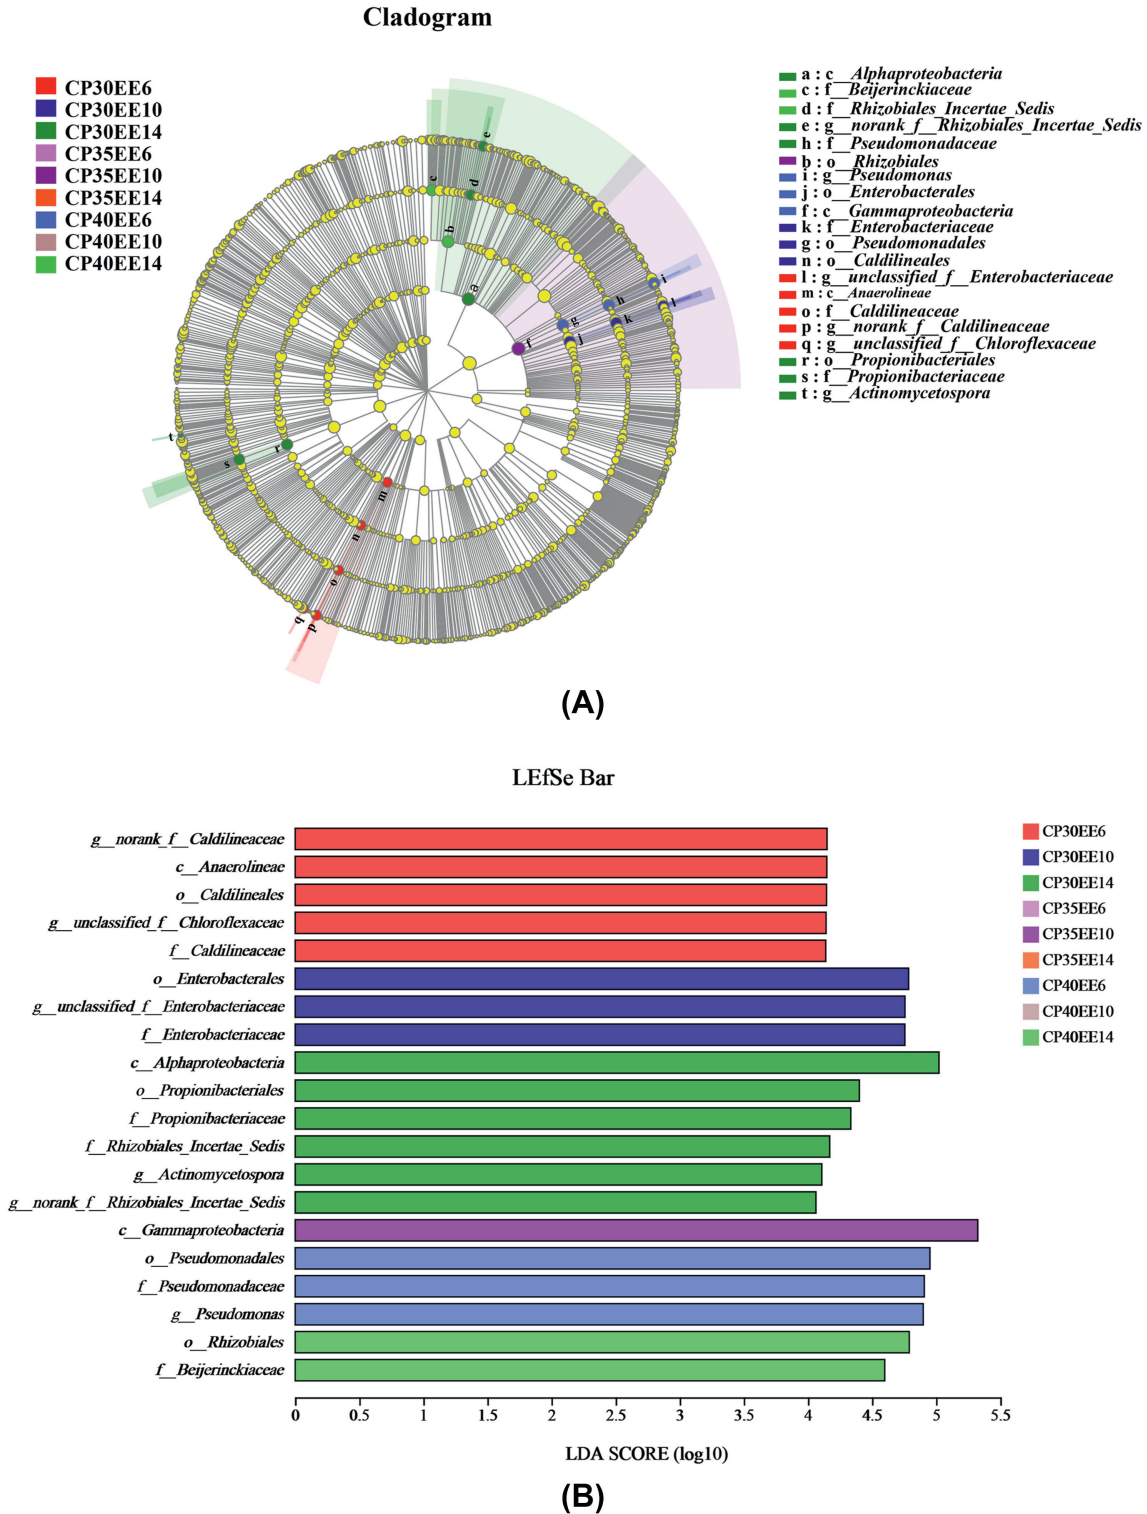 Cladogram
CP30EE6
CP30EE10
CP30EE14
CP35EE6
CP35EE10
CP35EE14
CP40EE6
CP40EE10
CP40EE14
a : c__Alphaproteobacteria
c : f__Beijerinckiaceae
d : f__Rhizobiales_Incertae_Sedis
e : g__norank_f__Rhizobiales_Incertae_Sedis
h : f__Pseudomonadaceae
b : o__Rhizobiales
i : g__Pseudomonas
j : o__Enterobacterales
f : c__Gammaproteobacteria
k : f__Enterobacteriaceae
g : o__Pseudomonadales
n : o__Caldilineales
l : g__unclassified_f__Enterobacteriaceae
m : c__Anaerolineae
o : f__Caldilineaceae
p : g__norank_f__Caldilineaceae
q : g__unclassified_f__Chloroflexaceae
r : o__Propionibacteriales
s : f__Propionibacteriaceae
t : g__Actinomycetospora
e
c
d
b
a
i
h
l
g
k
j
f
t
r
s
m
n
o
q
p
(A)
LEfSe Bar
g__norank_f__Caldilineaceae
c__Anaerolineae
o__Caldilineales
g__unclassified_f__Chloroflexaceae
f__Caldilineaceae
o__Enterobacterales
g__unclassified_f__Enterobacteriaceae
f__Enterobacteriaceae
c__Alphaproteobacteria
o__Propionibacteriales
f__Propionibacteriaceae
f__Rhizobiales_Incertae_Sedis
g__Actinomycetospora
g__norank_f__Rhizobiales_Incertae_Sedis
c__Gammaproteobacteria
o__Pseudomonadales
f__Pseudomonadaceae
g__Pseudomonas
o__Rhizobiales
f__Beijerinckiaceae
CP30EE6
CP30EE10
CP30EE14
CP35EE6
CP35EE10
CP35EE14
CP40EE6
CP40EE10
CP40EE14
0 0.5 1 1.5 2 2.5 3 3.5 4 4.5 5 5.5
LDA SCORE (log10)
(B)